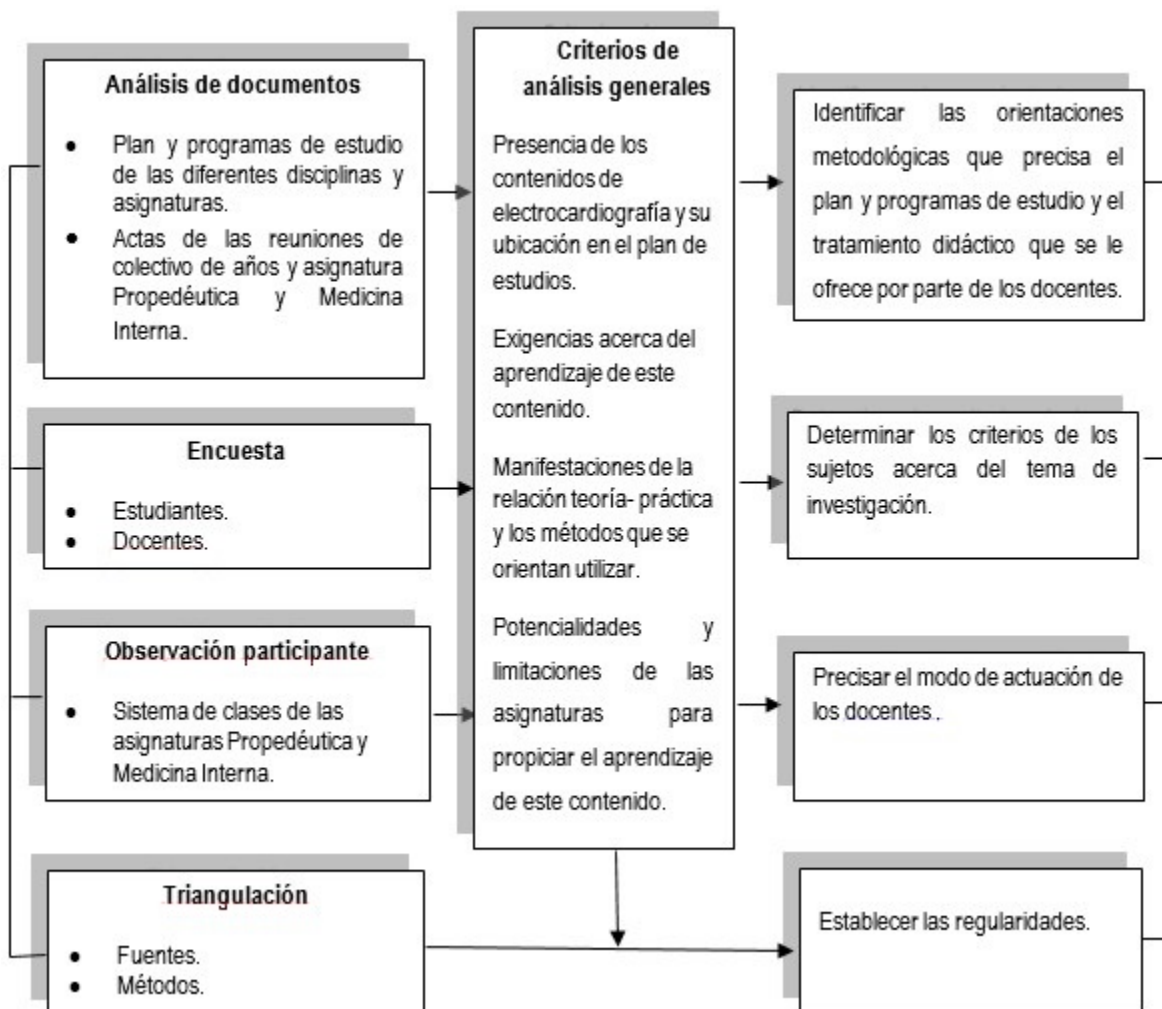 Análisis de documentos
● Plan y programas de estudio
de las diferentes disciplinas y
asignaturas.
● Actas de las reuniones de
colectivo de años y asignatura
Propedéutica y Medicina
Interna.
Encuesta
● Estudiantes.
● Docentes.
Observación participante
● Sistema de clases de las
asignaturas Propedéutica y
Medicina Interna.
Triangulación
● Fuentes.
● Métodos.
Criterios de
análisis generales
Presencia de los
contenidos de
electrocardiografía y su
ubicación en el plan de
estudios.
Exigencias acerca del
aprendizaje de este
contenido.
Manifestaciones de la
relación teoría- práctica
y los métodos que se
orientan utilizar.
Potencialidades y
limitaciones de las
asignaturas para
propiciar el aprendizaje
de este contenido.
Identificar las orientaciones
metodológicas que precisa el
plan y programas de estudio y el
tratamiento didáctico que se le
ofrece por parte de los docentes.
Determinar los criterios de los
sujetos acerca del tema de
investigación.
Precisar el modo de actuación de
los docentes.
Establecer las regularidades.